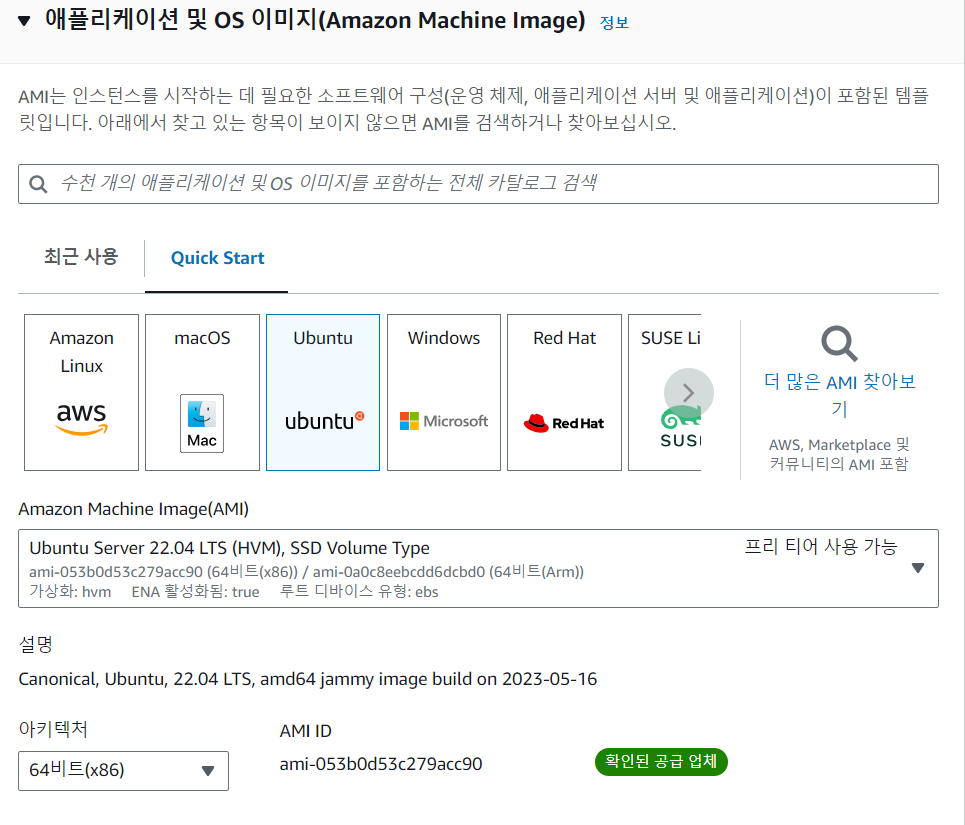 애플리케이션 및 OS 이미지(Amazon Machine Image) 정보
AMI는 인스턴스를 시작하는 데 필요한 소프트웨어 구성(운영 체제, 애플리케이션 서버 및 애플리케이션)이 포함된 템플
릿입니다. 아래에서 찾고 있는 항목이 보이지 않으면 AMI를 검색하거나 찾아보십시오.
수천 개의 애플리케이션 및 OS 이미지를 포함하는 전체 카탈로그 검색
최근 사용
Quick Start
Amazon
Linux
aws
macOS
Mac
Ubuntu
ubuntu
Windows
Microsoft
Red Hat
Red Hat
SUSE Li
SUS
더 많은 AMI 찾아보
기
AWS, Marketplace 및
커뮤니티의 AMI 포함
Amazon Machine Image(AMI)
Ubuntu Server 22.04 LTS (HVM), SSD Volume Type
프리 티어 사용 가능
ami-053b0d53c279acc90 (64비트(x86)) / ami-0a0c8eebcdd6dcbd0 (64비트(Arm))
가상화: hvm ENA 활성화됨: true 루트 디바이스 유형: ebs
설명
Canonical, Ubuntu, 22.04 LTS, amd64 jammy image build on 2023-05-16
아키텍처
64비트(x86)
AMI ID
ami-053b0d53c279acc90
확인된 공급 업체